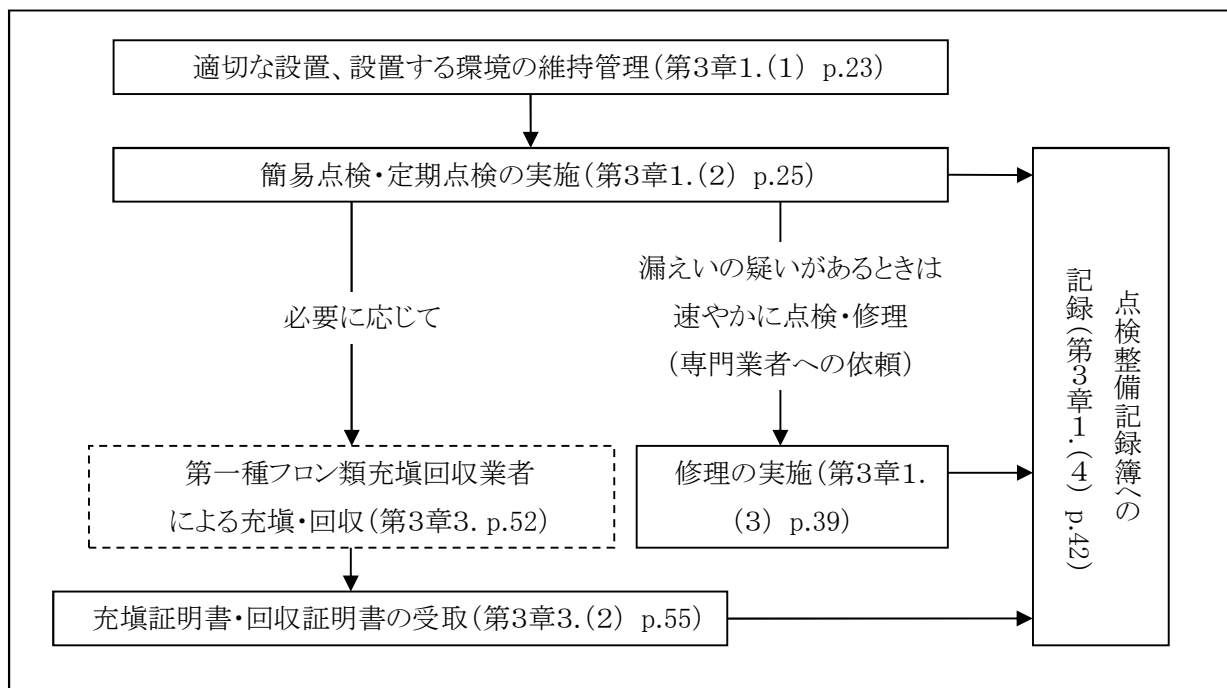 適切な設置、設置する環境の維持管理(第3章1.(1) p.23)
簡易点検・定期点検の実施(第3章1.(2) p.25)
必要に応じて
漏えいの疑いがあるときは
速やかに点検・修理
(専門業者への依頼)
第一種フロン類充塡回収業者
による充塡・回収(第3章3. p.52)
修理の実施(第3章1.
(3) p.39)
充塡証明書・回収証明書の受取(第3章3.(2) p.55)
点検整備記録簿への
記録(第3章1.(4) p.42)